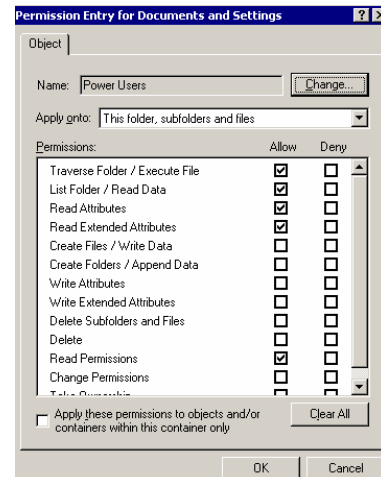 Permission Entry for Documents and Settings
Object
Name: Power Users Change...
Apply onto: This folder, subfolders and files
Permissions: Allow Deny
Traverse Folder / Execute File
List Folder / Read Data
Read Attributes
Read Extended Attributes
Create Files / Write Data
Create Folders / Append Data
Write Attributes
Write Extended Attributes
Delete Subfolders and Files
Delete
Read Permissions
Change Permissions
Take Ownership
Apply these permissions to objects and/or Clear All
containers within this container only
OK Cancel